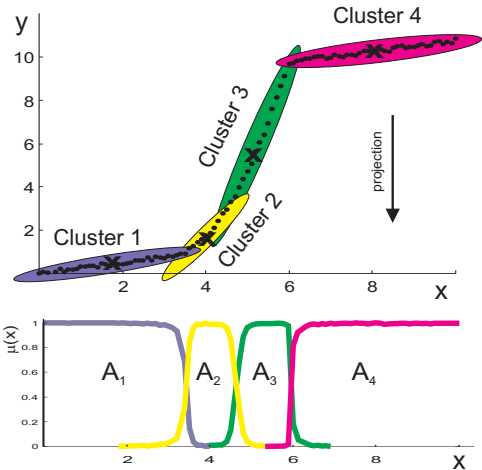 Cluster 4
y
10
8
Cluster 3
6
projection
4
Cluster 2
2
Cluster 1
0
2
4
6
8
x
1
0.8
μ(x)
0.6
A₁
A₂
A₃
A₄
0.4
0.2
0
2
4
6
8
x